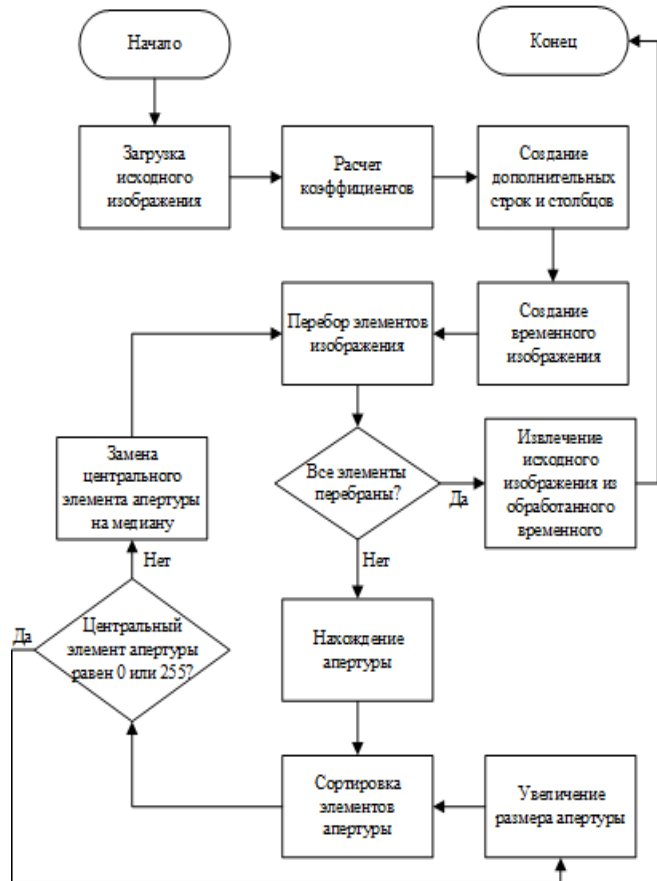 Начало
Конец
Загрузка
исходного
изображения
Расчет
коэффициентов
Создание
дополнительных
строк и столбцов
Перебор элементов
изображения
Создание
временного
изображения
Замена
центрального
элемента апертуры
на медиану
Все элементы
перебраны?
Да
Извлечение
исходного
изображения из
обработанного
временного
Нет
Нет
Да
Центральный
элемент апертуры
равен 0 или 255?
Нахождение
апертуры
Сортировка
элементов
апертуры
Увеличение
размера апертуры